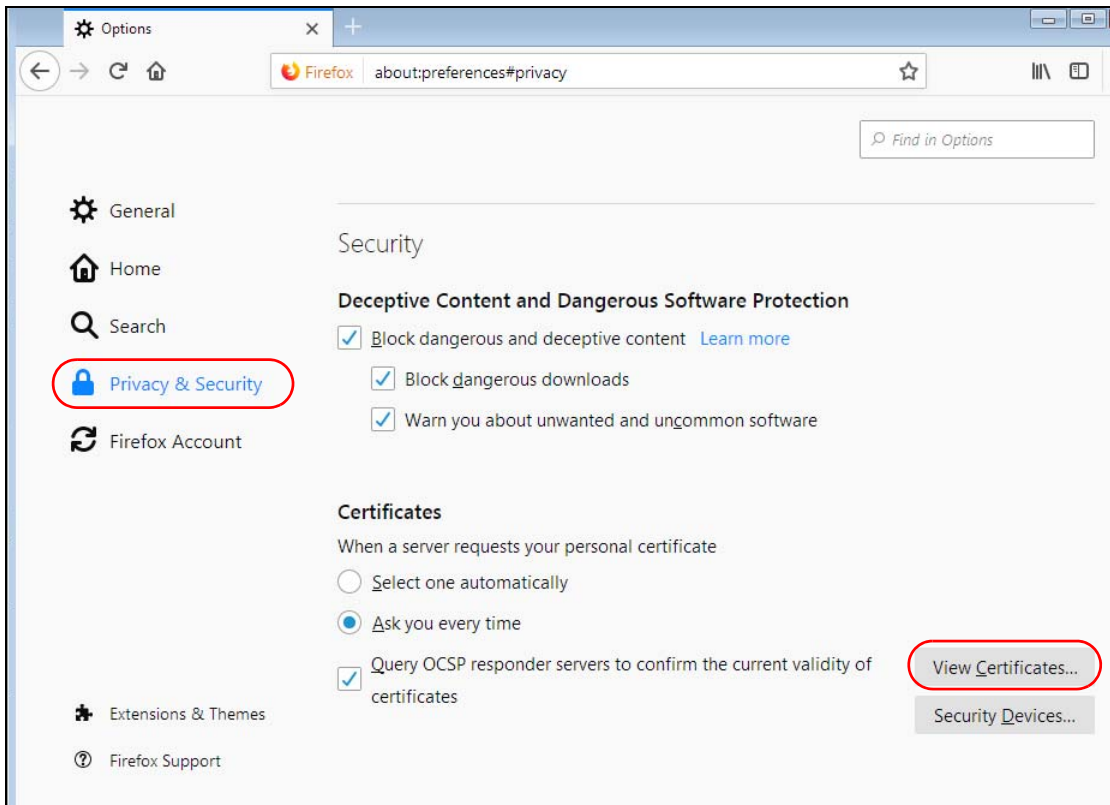 Options
Firefox about:preferences#privacy
Find in Options
General
Home
Search
Privacy & Security
Firefox Account
Extensions & Themes
Firefox Support
Security
Deceptive Content and Dangerous Software Protection
Block dangerous and deceptive content Learn more
Block dangerous downloads
Warn you about unwanted and uncommon software
Certificates
When a server requests your personal certificate
Select one automatically
Ask you every time
Query OCSP responder servers to confirm the current validity of
certificates
View Certificates...
Security Devices...